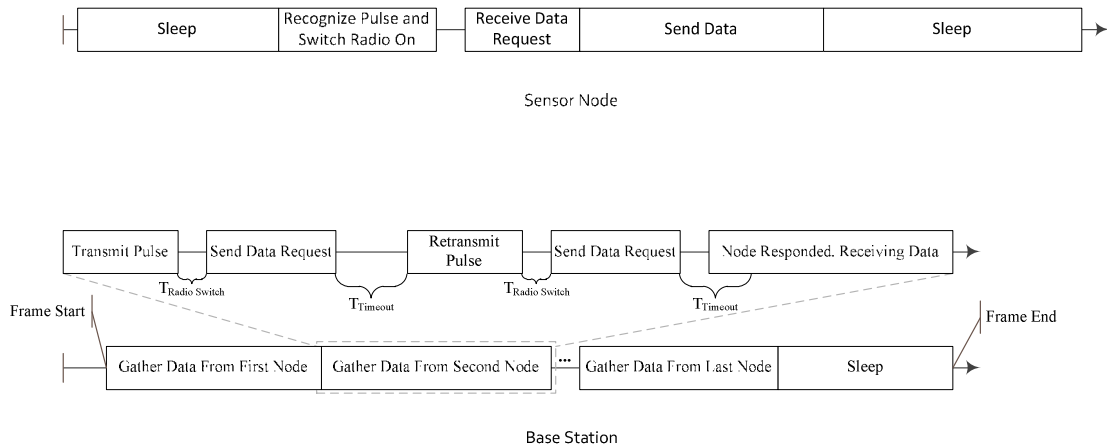 Sleep
Recognize Pulse and
Switch Radio On
Receive Data
Request
Send Data
Sleep
Sensor Node
Transmit Pulse
Send Data Request
Retransmit
Pulse
Send Data Request
Node Responded. Receiving Data
TRadio Switch
TTimeout
TRadio Switch
TTimeout
Frame Start
Frame End
Gather Data From First Node
Gather Data From Second Node
...
Gather Data From Last Node
Sleep
Base Station